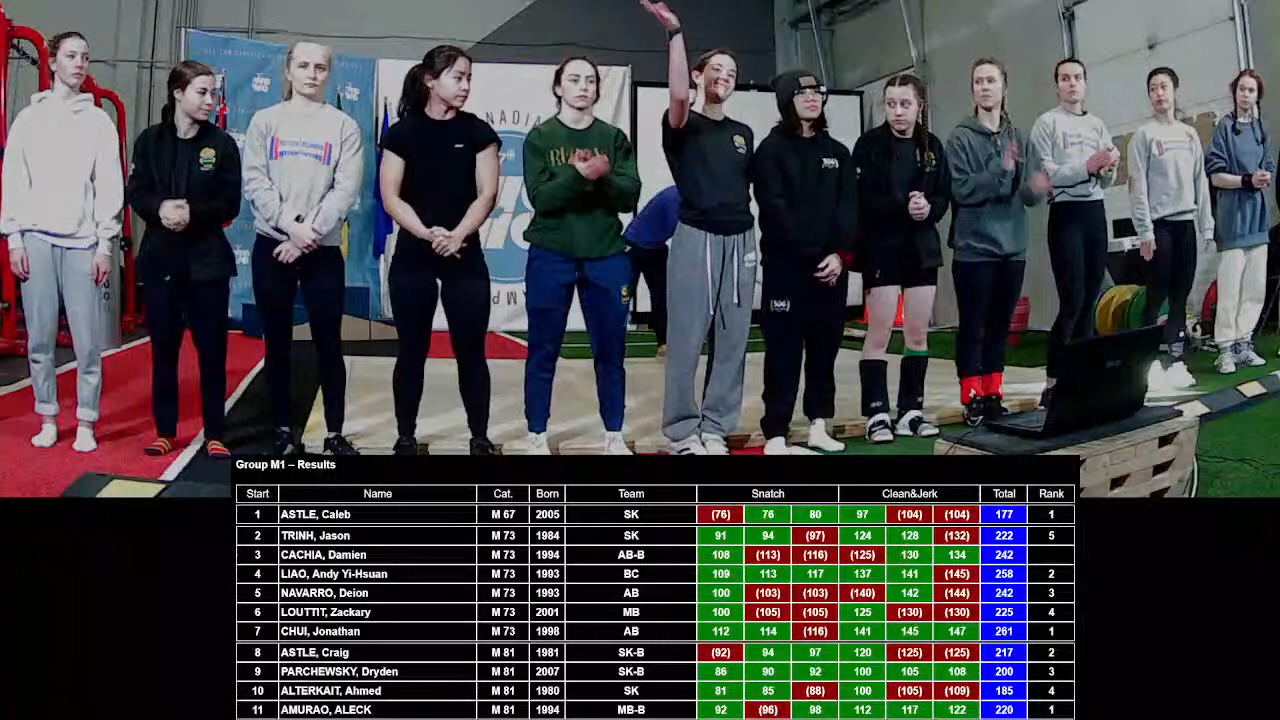 NADIA
AMP
306
(306)
Group M1 – Results
Start Name Cat. Born Team Snatch Clean&Jerk Total Rank
1 ASTLE, Caleb M 67 2005 SK (76) 76 80 97 (104) (104) 177 1
2 TRINH, Jason M 73 1984 SK 91 94 (97) 124 128 (132) 222 5
3 CACHIA, Damien M 73 1994 AB-B 108 (113) (116) (125) 130 134 242
4 LIAO, Andy Yi-Hsuan M 73 1993 BC 109 113 117 137 141 (145) 258 2
5 NAVARRO, Deion M 73 1993 AB 100 (103) (103) (140) 142 (144) 242 3
6 LOUTTIT, Zackary M 73 2001 MB 100 (105) (105) 125 (130) (130) 225 4
7 CHUI, Jonathan M 73 1998 AB 112 114 (116) 141 145 147 261 1
8 ASTLE, Craig M 81 1981 SK-B (92) 94 97 120 (125) (125) 217 2
9 PARCHEWSKY, Dryden M 81 2007 SK-B 86 90 92 100 105 108 200 3
10 ALTERKAIT, Ahmed M 81 1980 SK 81 85 (88) 100 (105) (109) 185 4
11 AMURAO, ALECK M 81 1994 MB-B 92 (96) 98 112 117 122 220 1